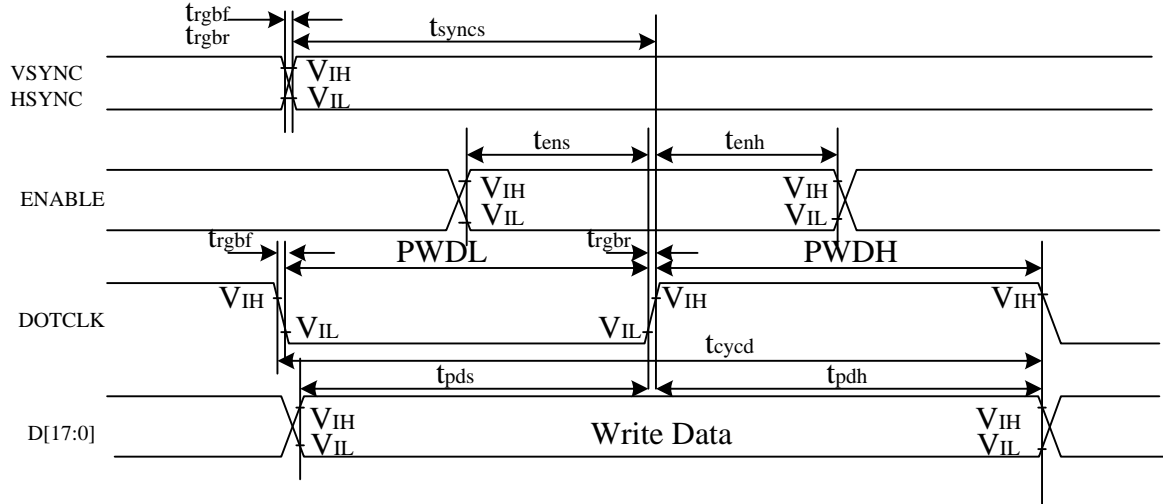 trgbf
trgbr
tsyncs
VSYNC
HSYNC
VIH
VIL
tens
tenh
ENABLE
VIH
VIL
VIH
VIL
trgbf
PWDL
trgbr
PWDH
DOTCLK
VIH
VIL
VIL
VIH
VIH
tcycd
tpds
tpdh
D[17:0]
VIH
VIL
Write Data
VIH
VIL